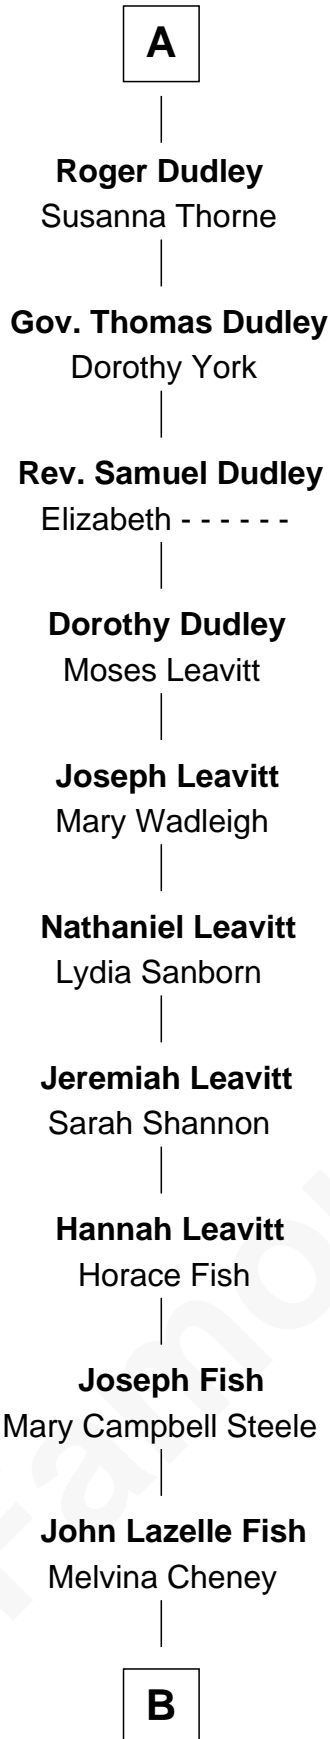 A
Roger Dudley
Susanna Thorne
Gov. Thomas Dudley
Dorothy York
Rev. Samuel Dudley
Elizabeth - - - - - -
Dorothy Dudley
Moses Leavitt
Joseph Leavitt
Mary Wadleigh
Nathaniel Leavitt
Lydia Sanborn
Jeremiah Leavitt
Sarah Shannon
Hannah Leavitt
Horace Fish
Joseph Fish
Mary Campbell Steele
John Lazelle Fish
Melvina Cheney
B